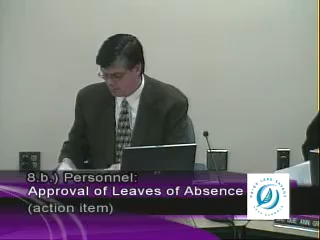 8.b.) Personnel:
Approval of Leaves of Absence
(action item)